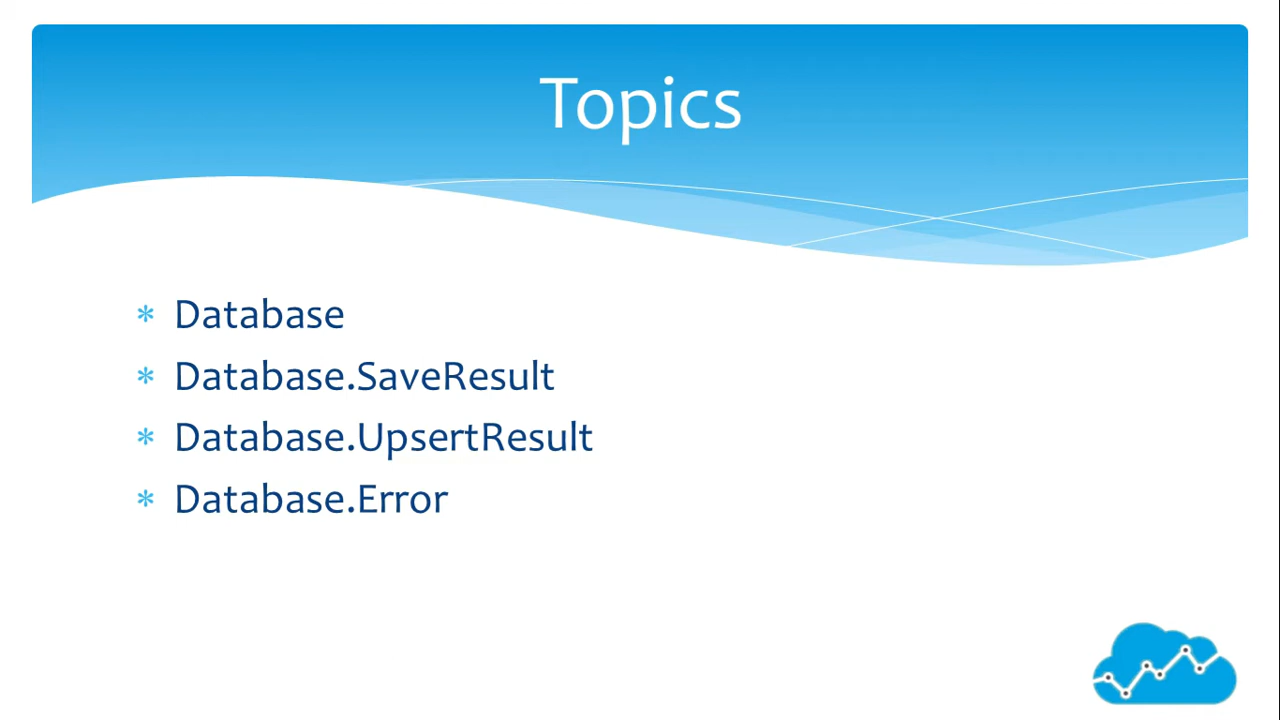 Topics
* Database
* Database.SaveResult
* Database.UpsertResult
* Database.Error